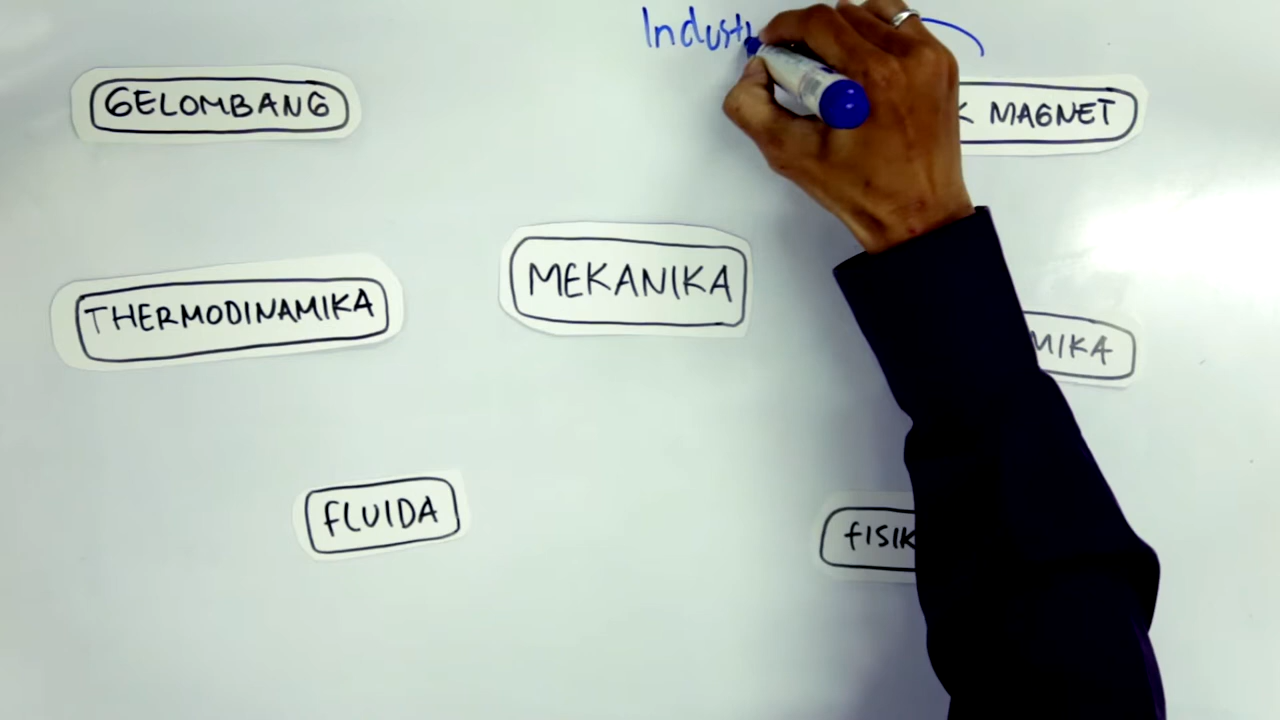 Indust
GELOMBANG
K MAGNET
MEKANIKA
THERMODINAMIKA
MIKA
FLUIDA
FISIK